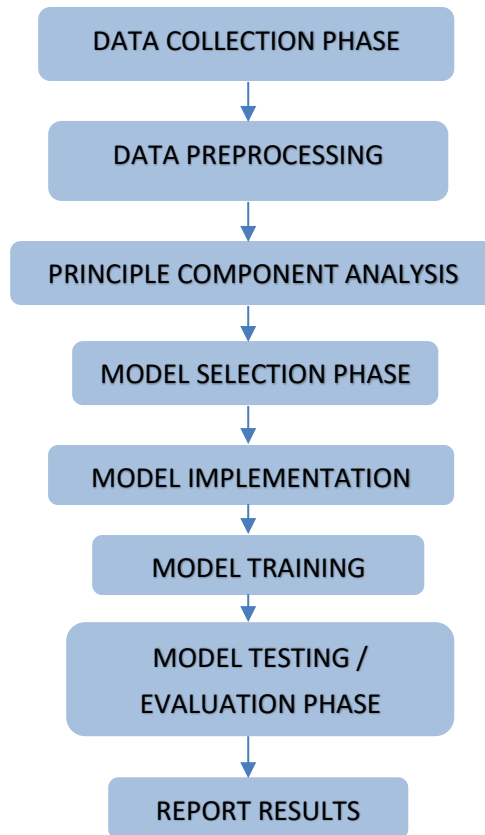 DATA COLLECTION PHASE
DATA PREPROCESSING
PRINCIPLE COMPONENT ANALYSIS
MODEL SELECTION PHASE
MODEL IMPLEMENTATION
MODEL TRAINING
MODEL TESTING /
EVALUATION PHASE
REPORT RESULTS